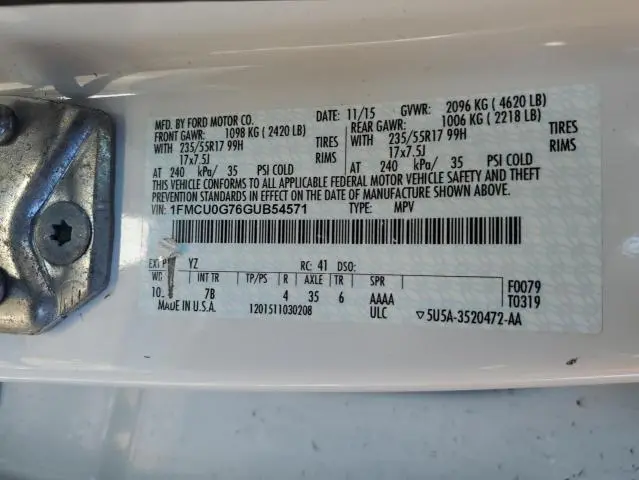 MFD. BY FORD MOTOR CO. DATE: 11/15 GVWR: 2096 KG ( 4620 LB)
FRONT GAWR: 1098 KG ( 2420 LB) REAR GAWR: 1006 KG ( 2218 LB)
WITH 235/55R17 99H TIRES WITH 235/55R17 99H TIRES
17x7.5J RIMS 17x7.5J RIMS
AT 240 kPa/ 35 PSI COLD AT 240 kPa/ 35 PSI COLD
THIS VEHICLE CONFORMS TO ALL APPLICABLE FEDERAL MOTOR VEHICLE SAFETY AND THEFT
PREVENTION STANDARDS IN EFFECT ON THE DATE OF MANUFACTURE SHOWN ABOVE.
VIN: 1FMCU0G76GUB54571 TYPE: MPV
EXT YZ RC: 41 DSO:
WB INT TR TP/PS R AXLE TR SPR F0079
7B 4 35 6 AAAA T0319
MADE IN U.S.A. 1201511030208 ULC ▽5U5A-3520472-AA